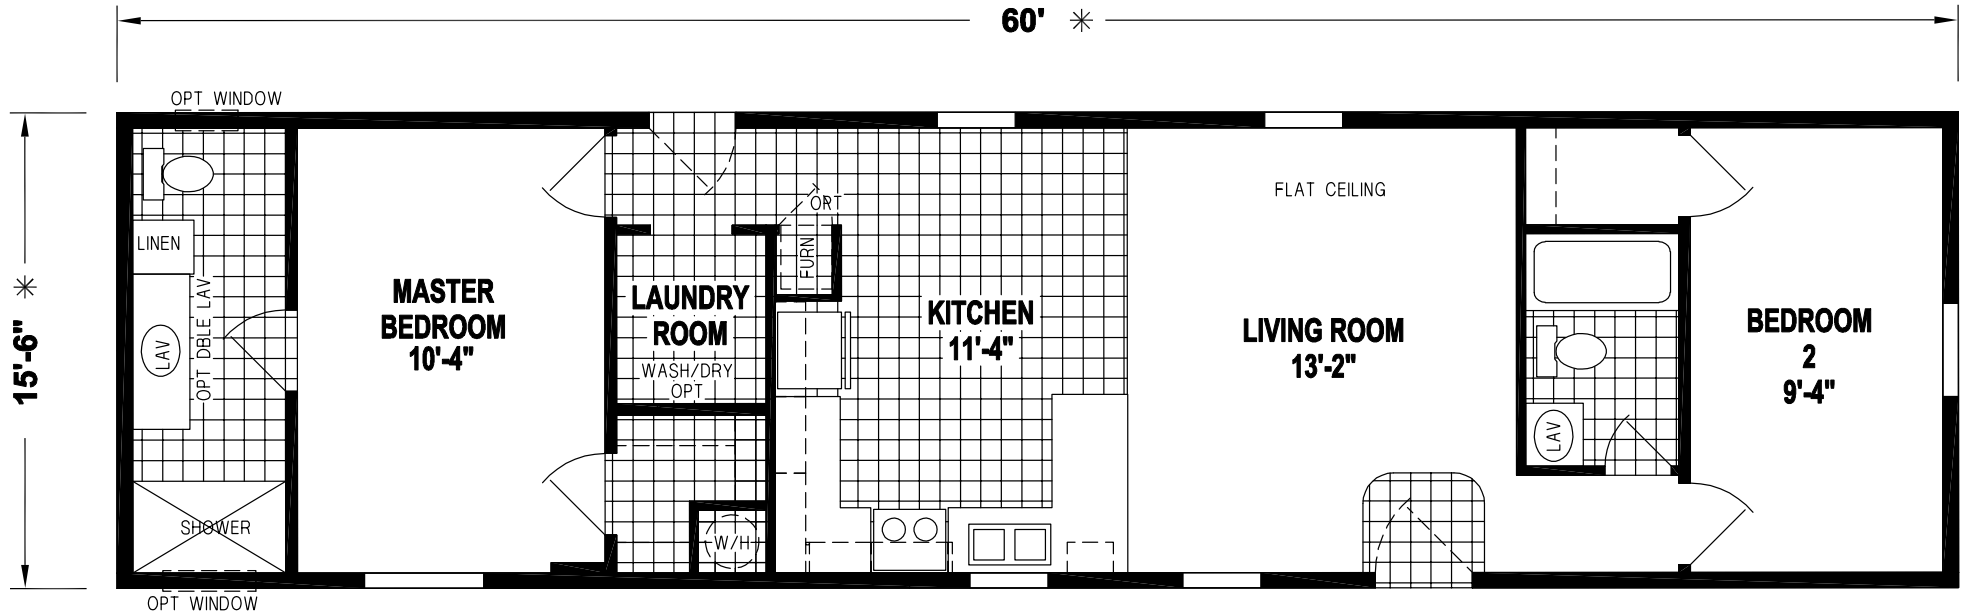 60' ✳
OPT WINDOW
15'-6" ✳
LINEN
LAV
OPT DBLE LAV
SHOWER
OPT WINDOW
MASTER
BEDROOM
10'-4"
LAUNDRY
ROOM
WASH/DRY
OPT
W/H
OPT
FURN
KITCHEN
11'-4"
FLAT CEILING
LIVING ROOM
13'-2"
LAV
BEDROOM
2
9'-4"